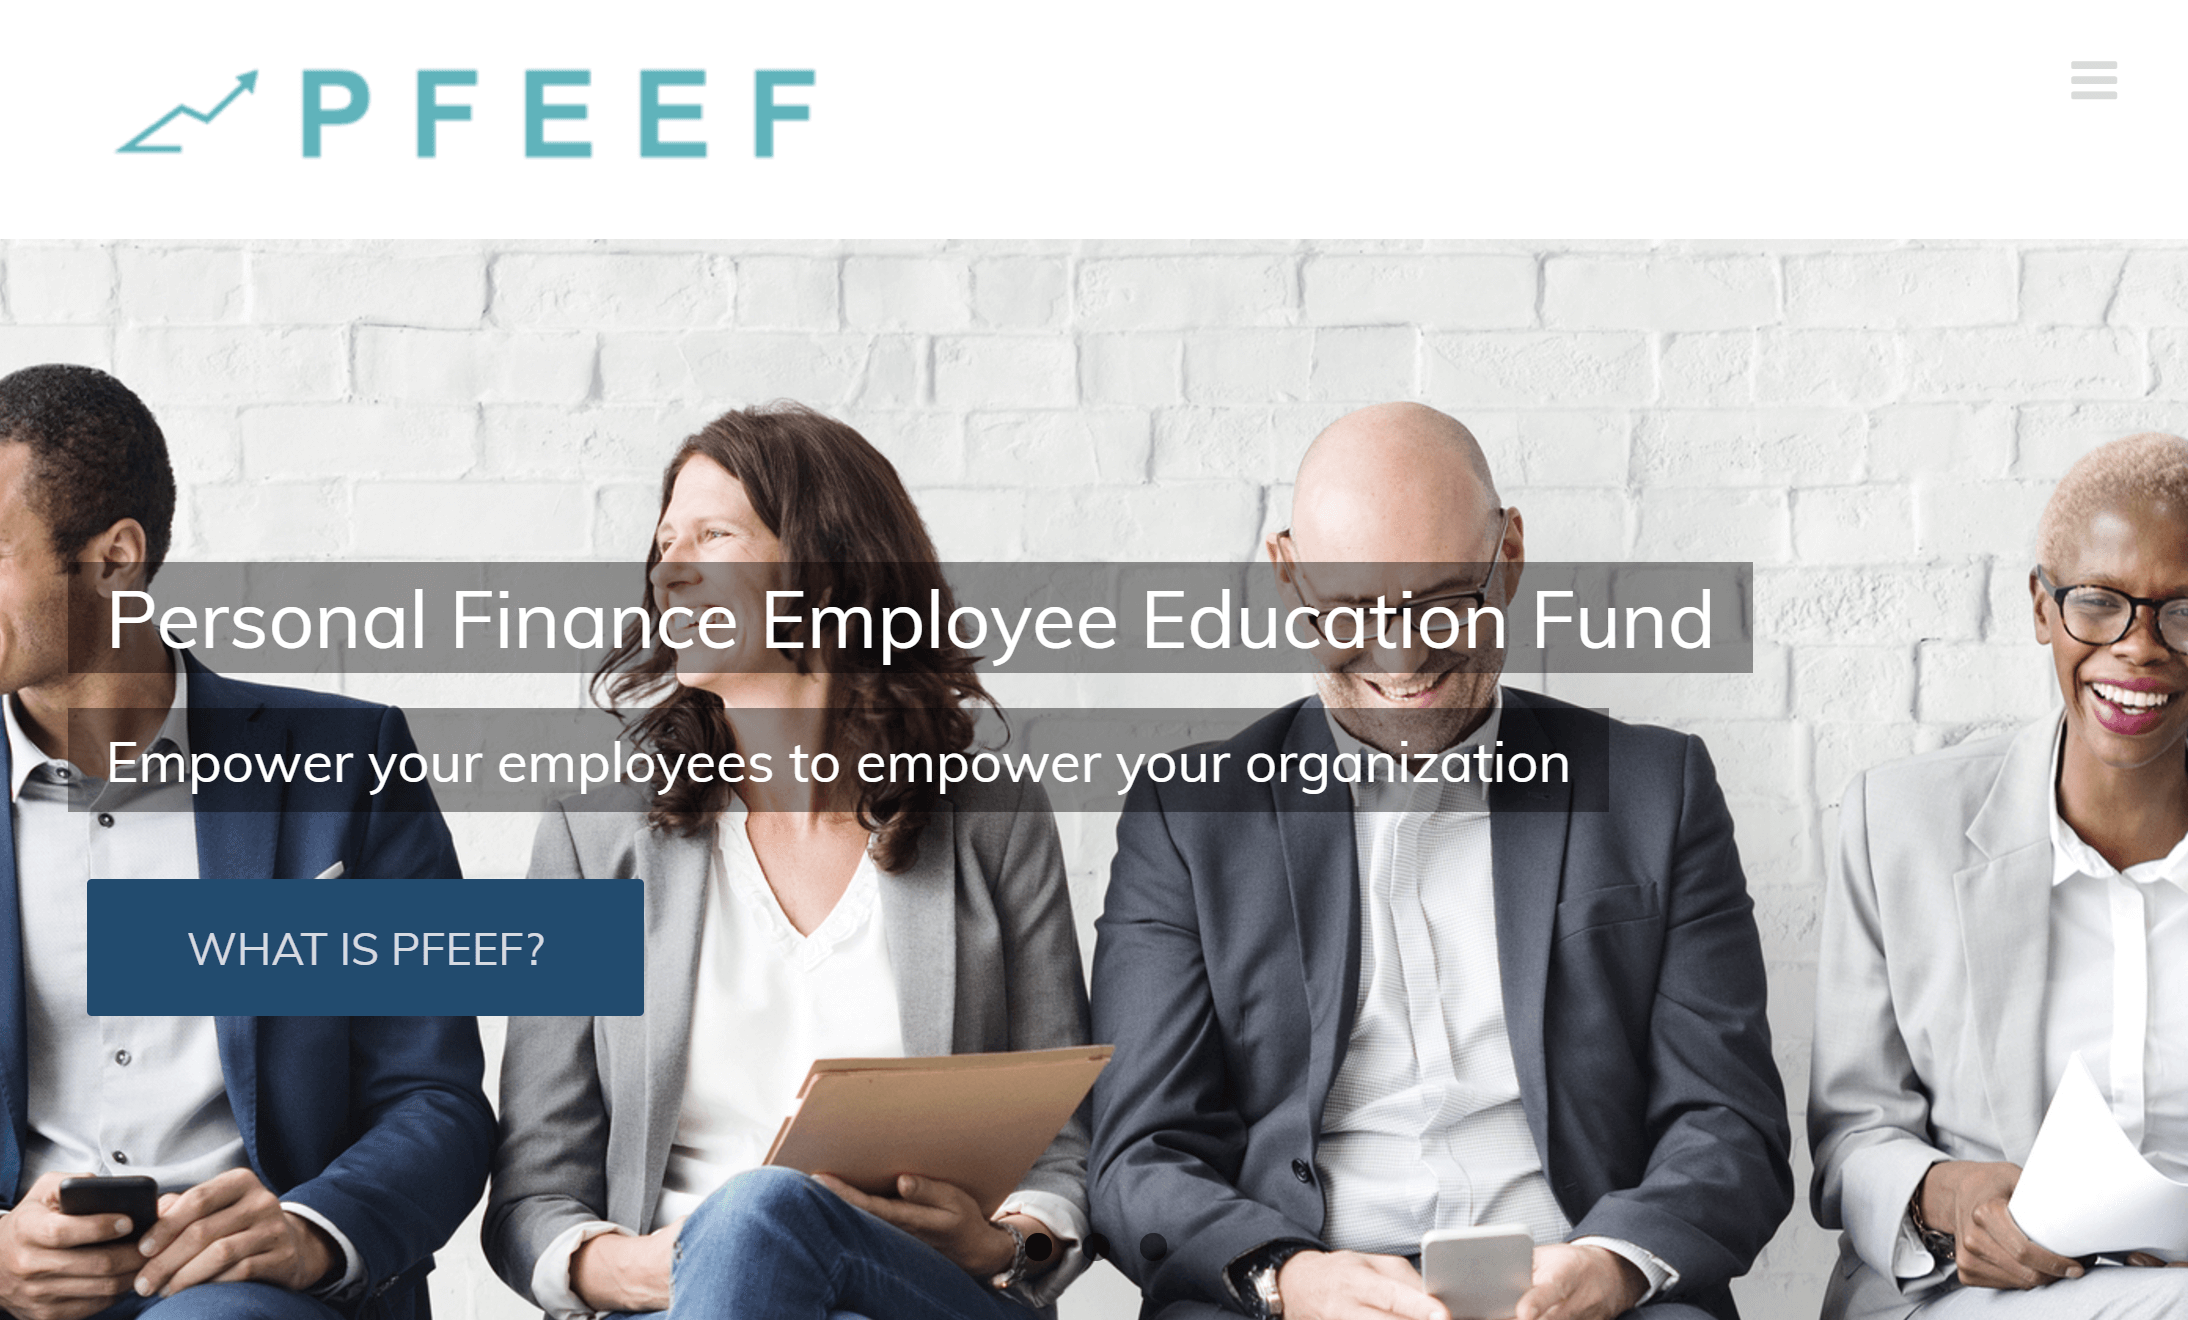 PFEEF
Personal Finance Employee Education Fund
Empower your employees to empower your organization
WHAT IS PFEEF?